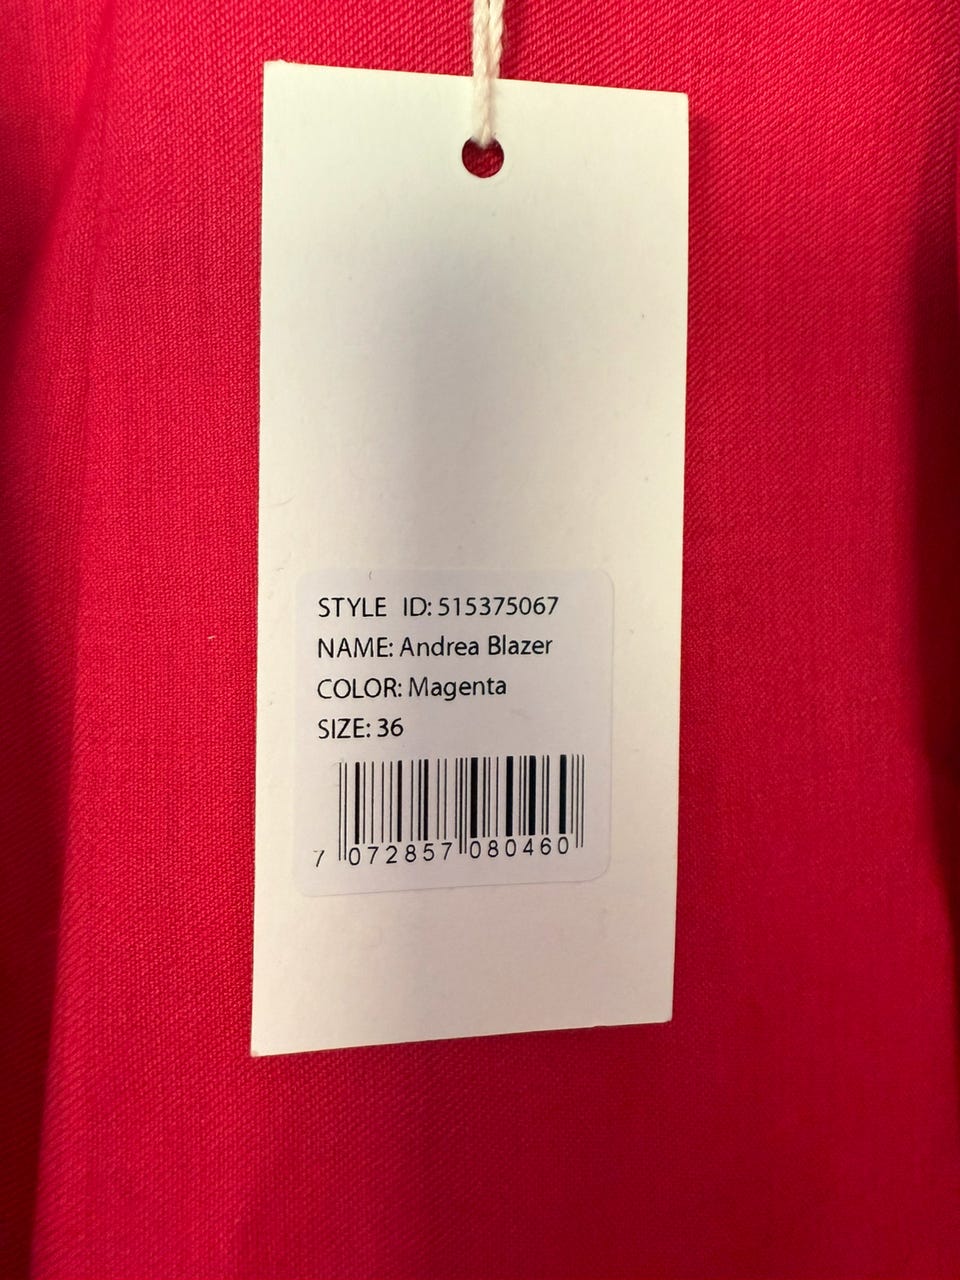 STYLE ID: 515375067
NAME: Andrea Blazer
COLOR: Magenta
SIZE: 36
7 072857 080460